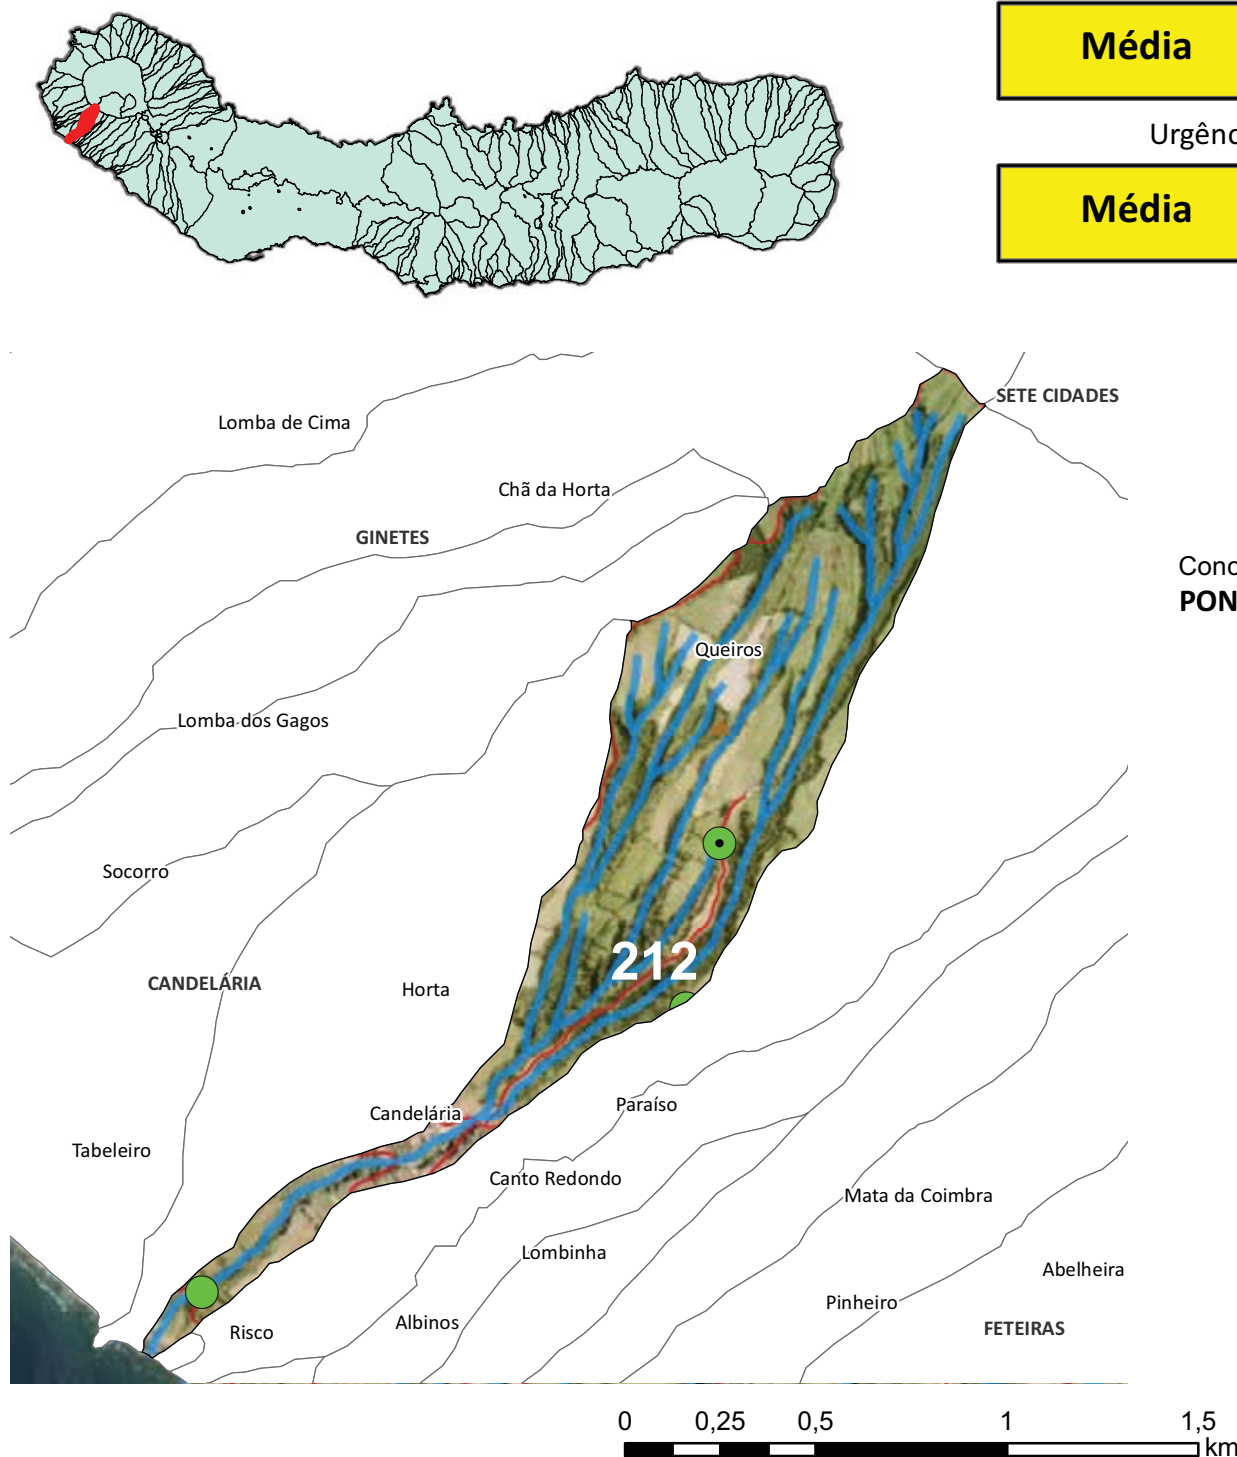 Média
Urgênc
Média
SETE CIDADES
Lomba de Cima
Chã da Horta
GINETES
Conc
PON
Queiros
Lomba dos Gagos
Socorro
212
CANDELÁRIA
Horta
Candelária
Paraíso
Tabeleiro
Canto Redondo
Mata da Coimbra
Lombinha
Abelheira
Pinheiro
Albinos
Risco
FETEIRAS
0 0,25 0,5 1 1,5
km